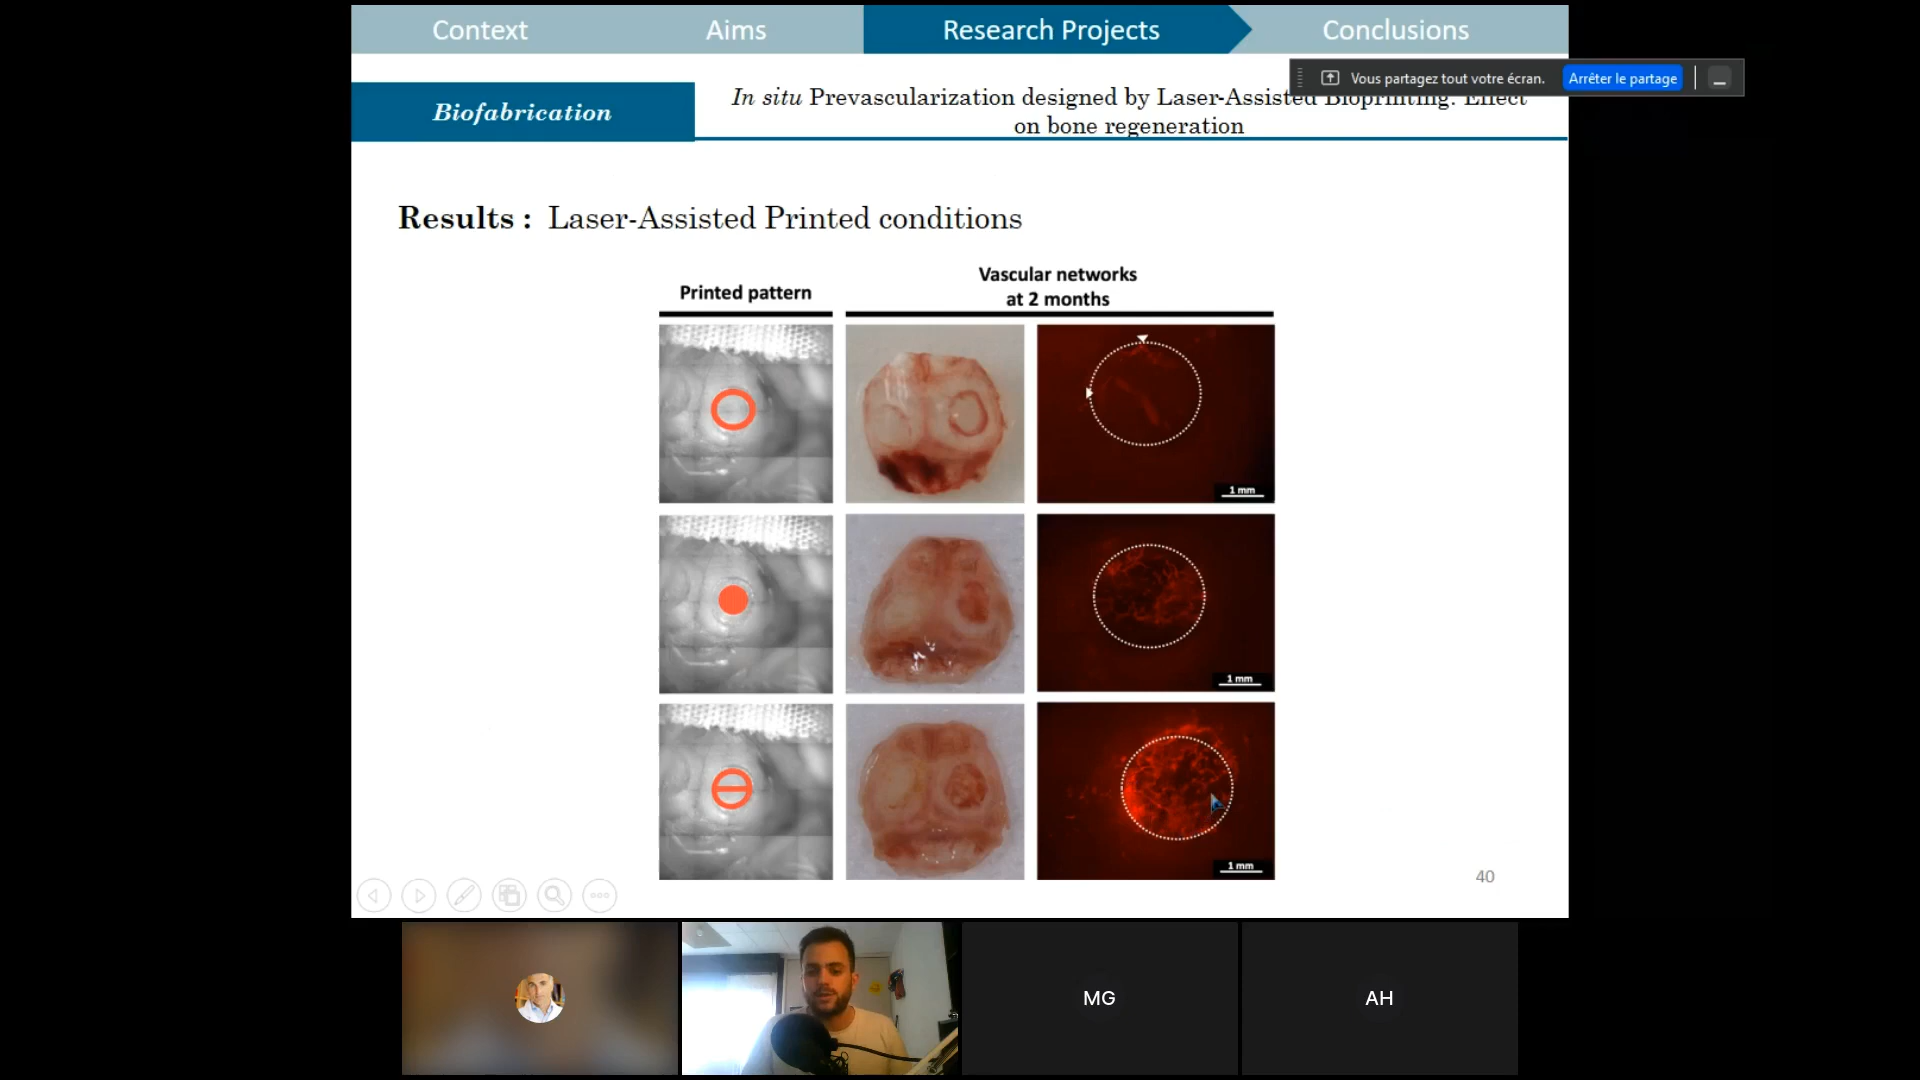 Context Aims Research Projects Conclusions
Vous partagez tout votre écran. Arrêter le partage
Biofabrication
In situ Prevascularization designed by Laser-Assisted Bioprinting. Effect
on bone regeneration
Results : Laser-Assisted Printed conditions
Printed pattern
Vascular networks
at 2 months
1 mm
1 mm
1 mm
40
MG
AH